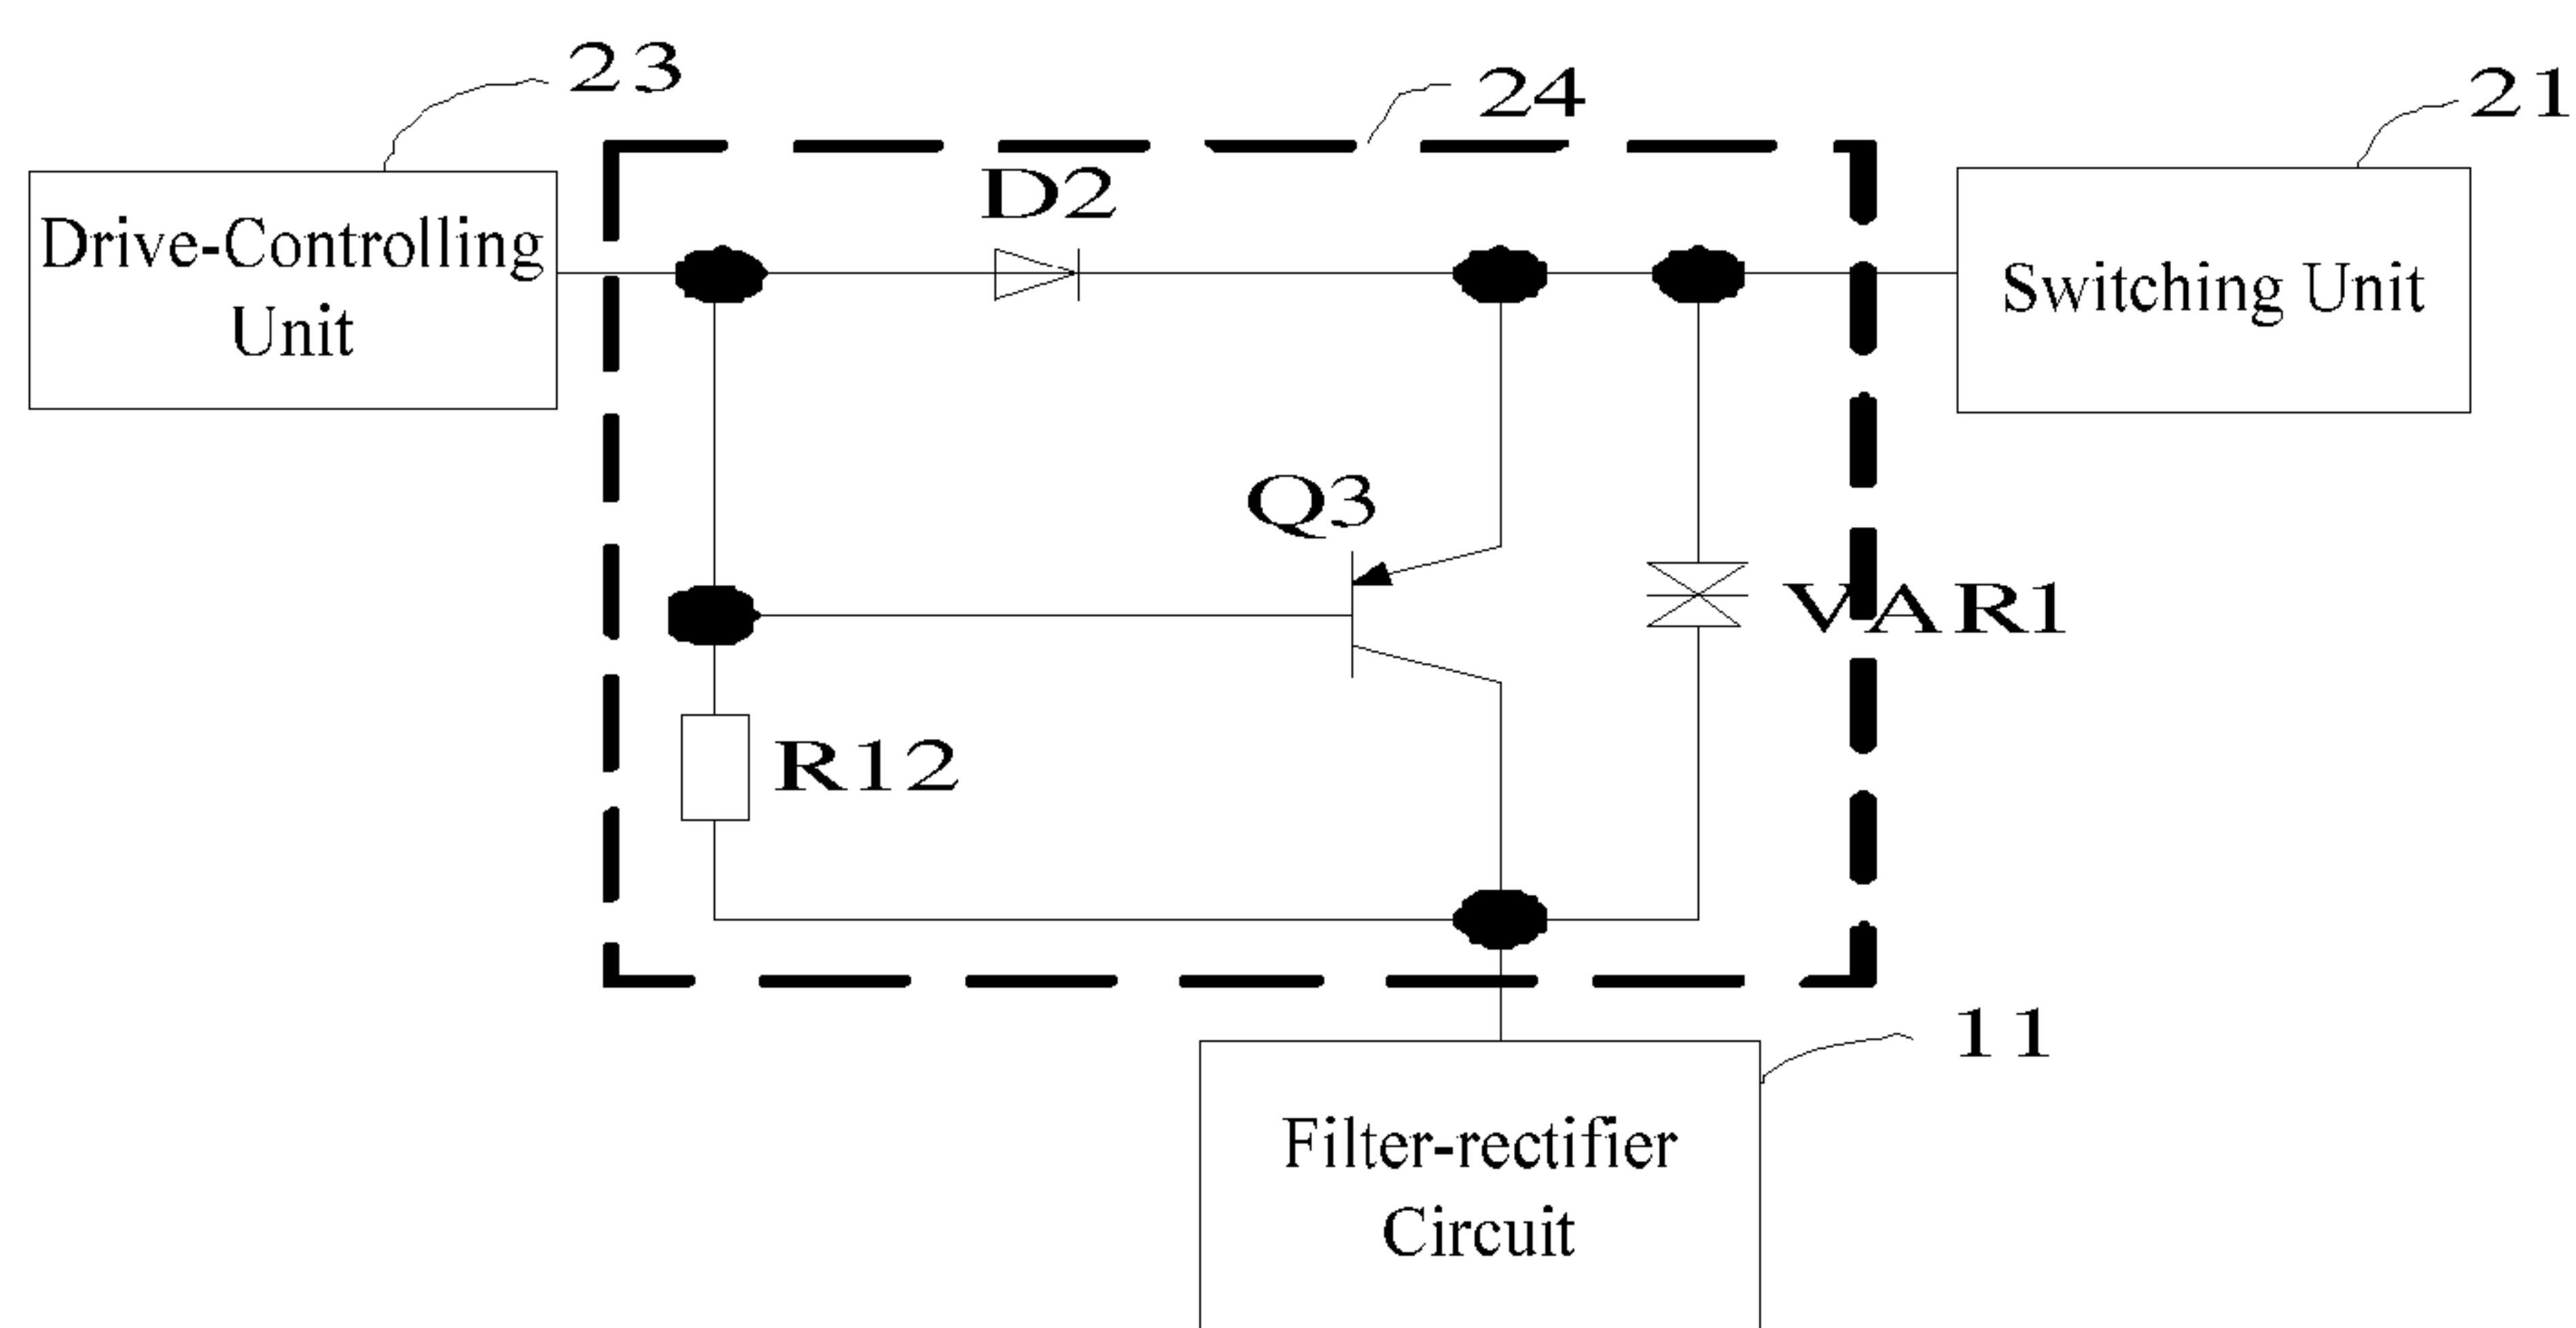 23
24
21
D2
Drive-Controlling
Unit
Switching Unit
Q3
VAR1
R12
11
Filter-rectifier
Circuit